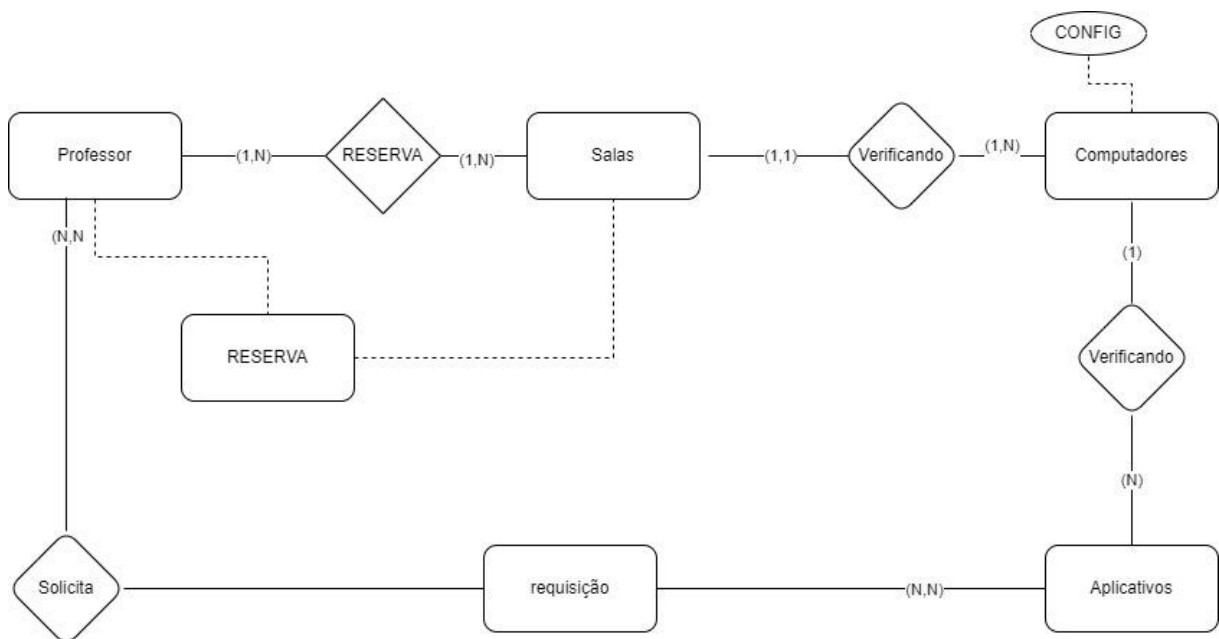 CONFIG
Professor
(1,N)
RESERVA
(1,N)
Salas
(1,1)
Verificando
(1,N)
Computadores
(N,N
(1)
RESERVA
Verificando
(N)
Solicita
requisição
(N,N)
Aplicativos